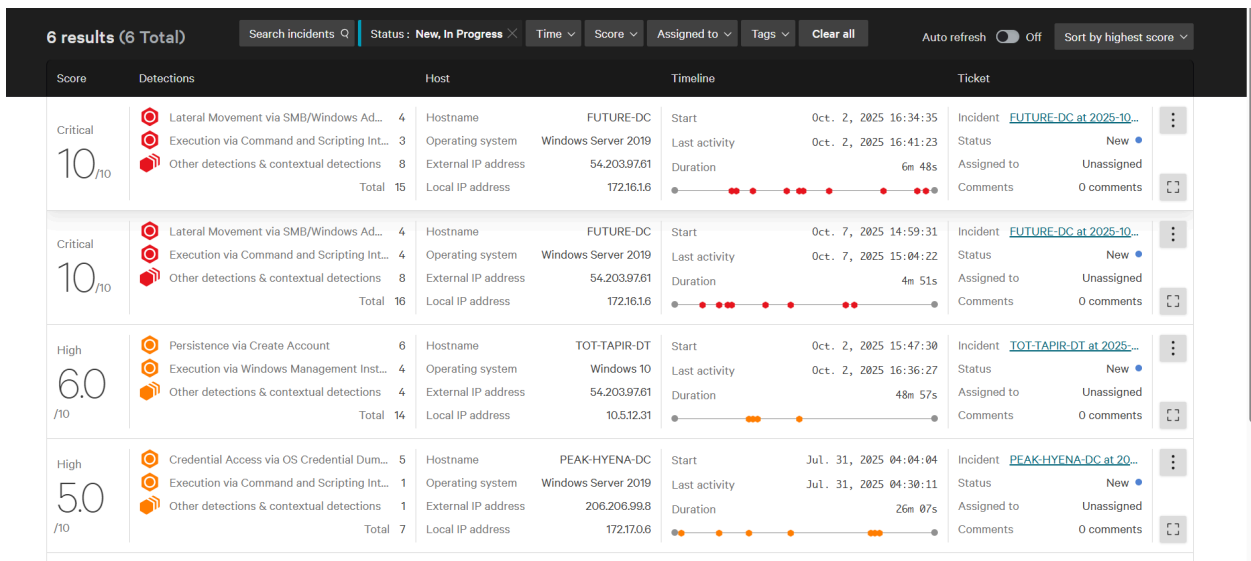 6 results (6 Total) Search incidents Status : New, In Progress Time Score Assigned to Tags Clear all Auto refresh Off Sort by highest score
Score Detections Host Timeline Ticket
Critical
10/10
Lateral Movement via SMB/Windows Ad... 4
Execution via Command and Scripting Int... 3
Other detections & contextual detections 8
Total 15
Hostname FUTURE-DC
Operating system Windows Server 2019
External IP address 54.203.97.61
Local IP address 172.16.1.6
Start Oct. 2, 2025 16:34:35
Last activity Oct. 2, 2025 16:41:23
Duration 6m 48s
Incident FUTURE-DC at 2025-10...
Status New
Assigned to Unassigned
Comments 0 comments
Critical
10/10
Lateral Movement via SMB/Windows Ad... 4
Execution via Command and Scripting Int... 4
Other detections & contextual detections 8
Total 16
Hostname FUTURE-DC
Operating system Windows Server 2019
External IP address 54.203.97.61
Local IP address 172.16.1.6
Start Oct. 7, 2025 14:59:31
Last activity Oct. 7, 2025 15:04:22
Duration 4m 51s
Incident FUTURE-DC at 2025-10...
Status New
Assigned to Unassigned
Comments 0 comments
High
6.0
/10
Persistence via Create Account 6
Execution via Windows Management Inst... 4
Other detections & contextual detections 4
Total 14
Hostname TOT-TAPIR-DT
Operating system Windows 10
External IP address 54.203.97.61
Local IP address 10.5.12.31
Start Oct. 2, 2025 15:47:30
Last activity Oct. 2, 2025 16:36:27
Duration 48m 57s
Incident TOT-TAPIR-DT at 2025-...
Status New
Assigned to Unassigned
Comments 0 comments
High
5.0
/10
Credential Access via OS Credential Dum... 5
Execution via Command and Scripting Int... 1
Other detections & contextual detections 1
Total 7
Hostname PEAK-HYENA-DC
Operating system Windows Server 2019
External IP address 206.206.99.8
Local IP address 172.17.0.6
Start Jul. 31, 2025 04:04:04
Last activity Jul. 31, 2025 04:30:11
Duration 26m 07s
Incident PEAK-HYENA-DC at 20...
Status New
Assigned to Unassigned
Comments 0 comments